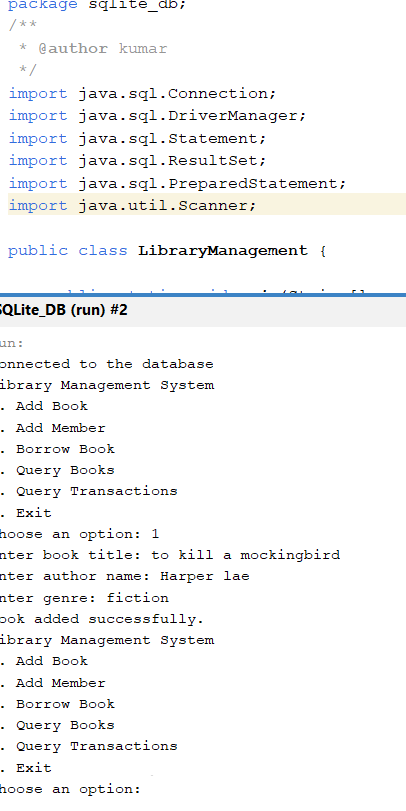 package sqlite_db;
/**
 * @author kumar
 */
import java.sql.Connection;
import java.sql.DriverManager;
import java.sql.Statement;
import java.sql.ResultSet;
import java.sql.PreparedStatement;
import java.util.Scanner;
public class LibraryManagement {
SQLite_DB (run) #2
un:
onnected to the database
ibrary Management System
. Add Book
. Add Member
. Borrow Book
. Query Books
. Query Transactions
. Exit
hoose an option: 1
nter book title: to kill a mockingbird
nter author name: Harper lae
nter genre: fiction
ook added successfully.
ibrary Management System
. Add Book
. Add Member
. Borrow Book
. Query Books
. Query Transactions
. Exit
hoose an option: